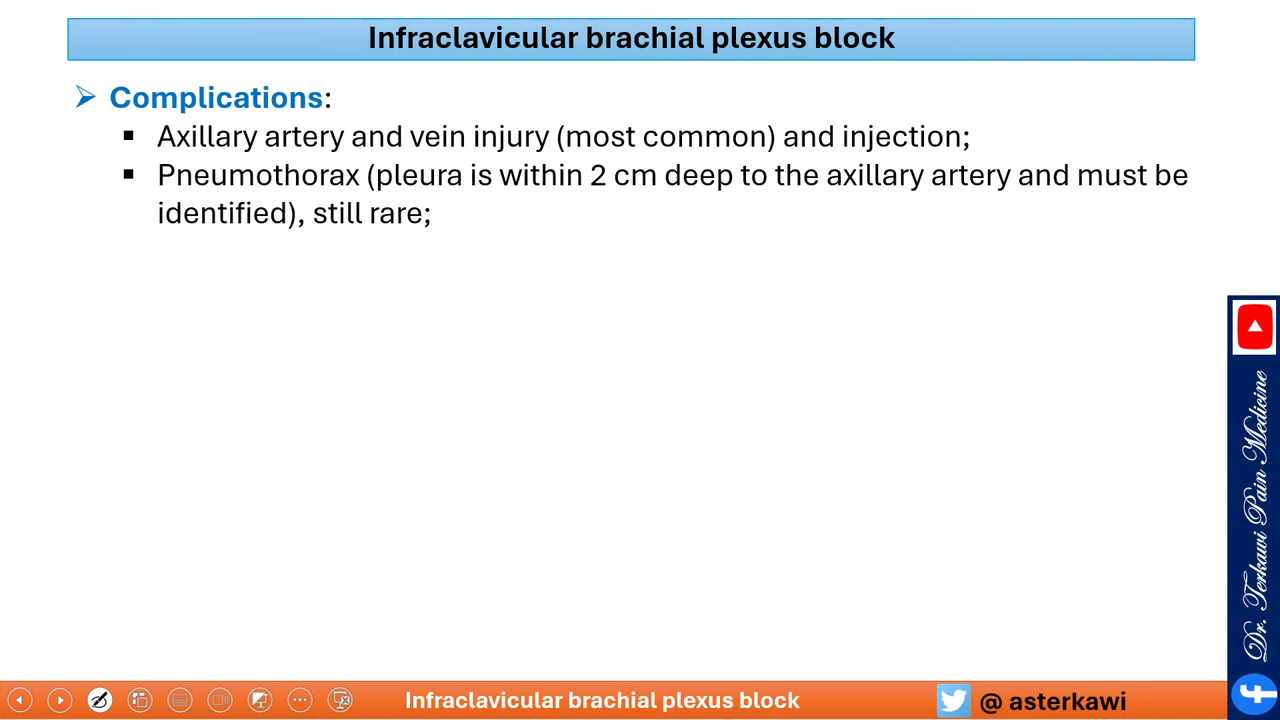 Infraclavicular brachial plexus block
Complications:
Axillary artery and vein injury (most common) and injection;
Pneumothorax (pleura is within 2 cm deep to the axillary artery and must be
identified), still rare;
Dr. Terkawi Pain Medicine
Infraclavicular brachial plexus block
@ asterkawi